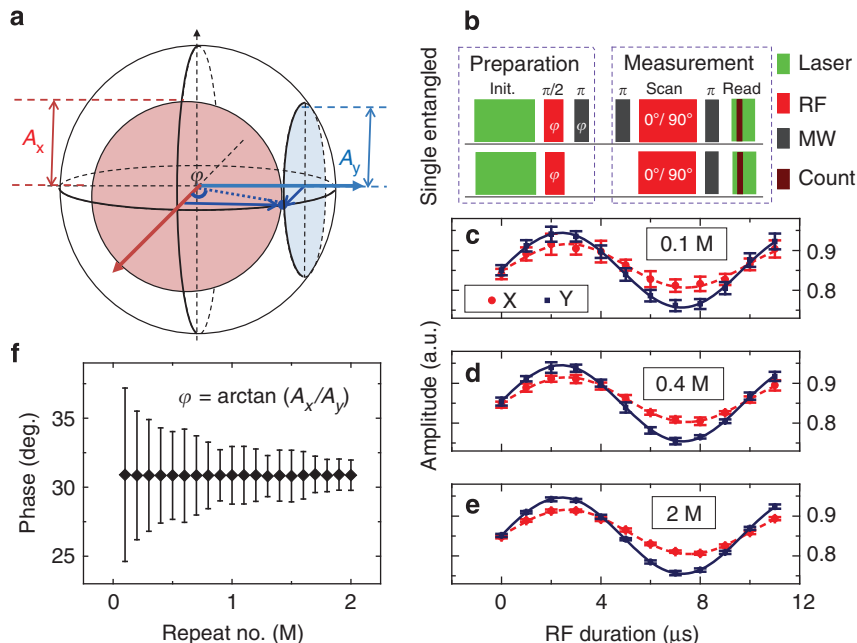 a
A_x
A_y
φ
b
Single entangled
Preparation
Measurement
Init.
π/2
π
π
Scan
π
Read
φ
φ
0°/ 90°
φ
0°/ 90°
Laser
RF
MW
Count
c
0.1 M
X
Y
0.9
0.8
d
0.4 M
0.9
0.8
Amplitude (a.u.)
e
2 M
0.9
0.8
0
4
8
12
RF duration (μs)
f
φ = arctan (A_x/A_y)
35
30
25
Phase (deg.)
0
1
2
Repeat no. (M)